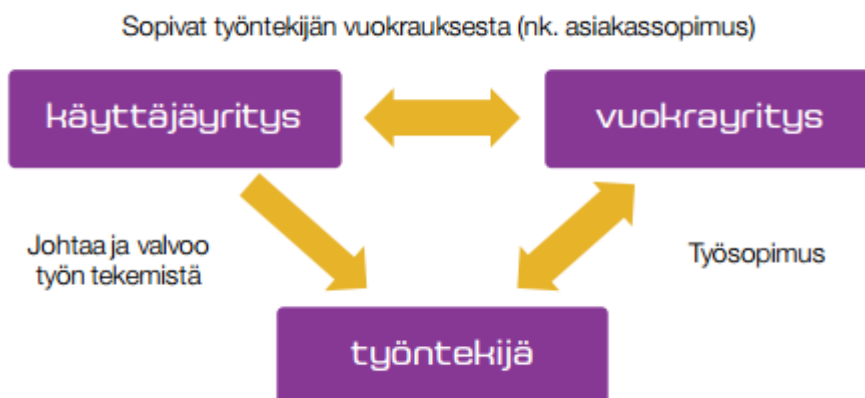 Sopivat työntekijän vuokrauksesta (nk. asiakassopimus)
käyttäjäyritys
vuokrayritys
Johtaa ja valvoo
työn tekemistä
Työsopimus
työntekijä